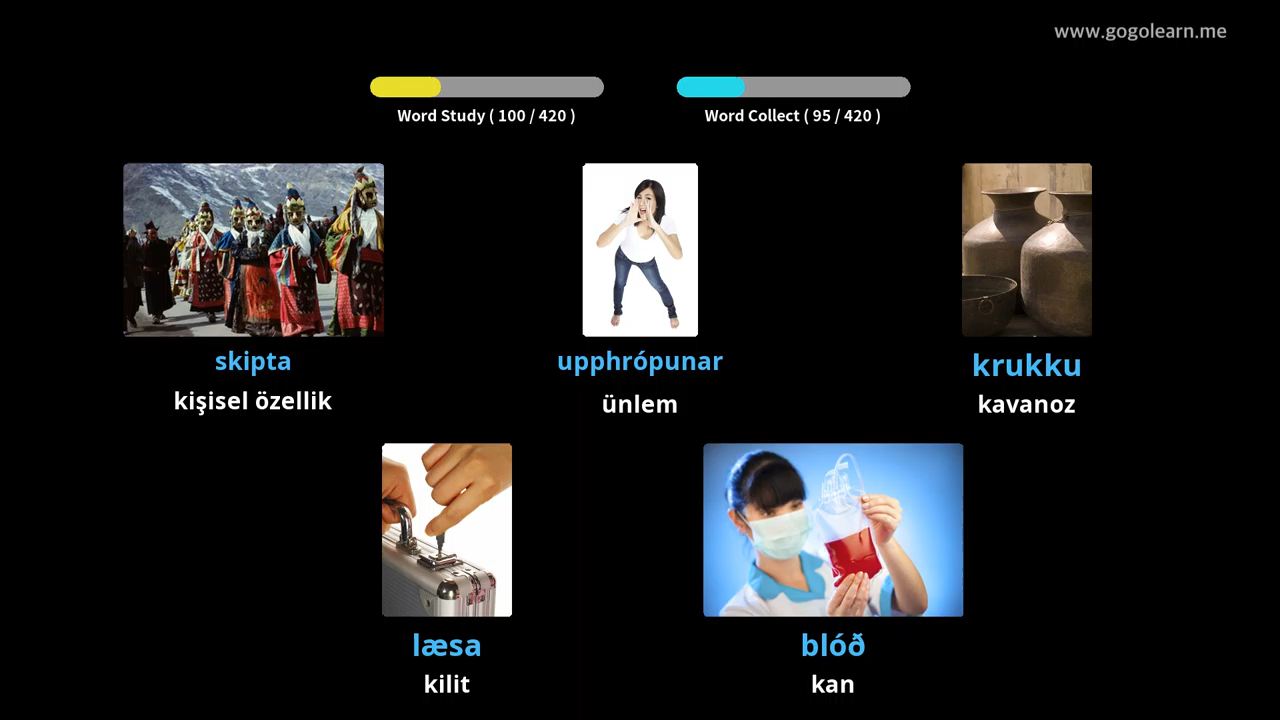 www.gogolearn.me
Word Study ( 100 / 420 )
Word Collect ( 95 / 420 )
skipta
kişisel özellik
upphrópunar
ünlem
krukku
kavanoz
læsa
kilit
blóð
kan